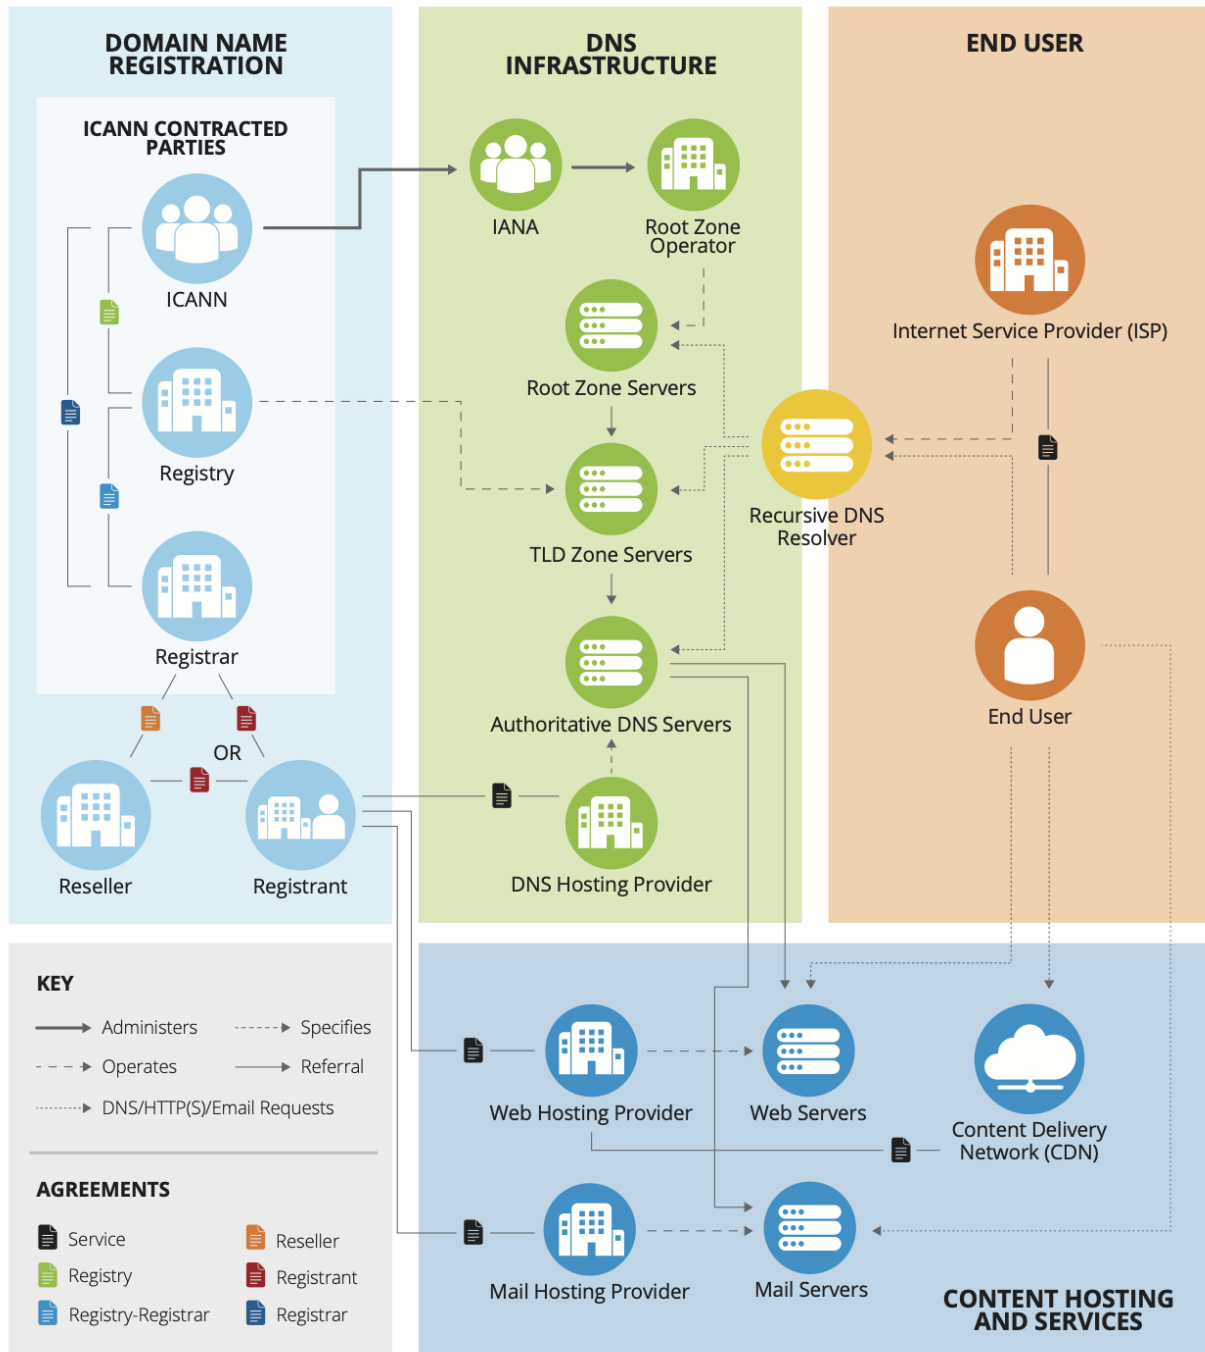 DOMAIN NAME
REGISTRATION
ICANN CONTRACTED
PARTIES
ICANN
Registry
Registrar
OR
Reseller
Registrant
DNS
INFRASTRUCTURE
IANA
Root Zone
Operator
Root Zone Servers
TLD Zone Servers
Authoritative DNS Servers
DNS Hosting Provider
Recursive DNS
Resolver
END USER
Internet Service Provider (ISP)
End User
KEY
Administers
Specifies
Operates
Referral
DNS/HTTP(S)/Email Requests
AGREEMENTS
Service
Reseller
Registry
Registrant
Registry-Registrar
Registrar
Web Hosting Provider
Web Servers
Content Delivery
Network (CDN)
Mail Hosting Provider
Mail Servers
CONTENT HOSTING
AND SERVICES